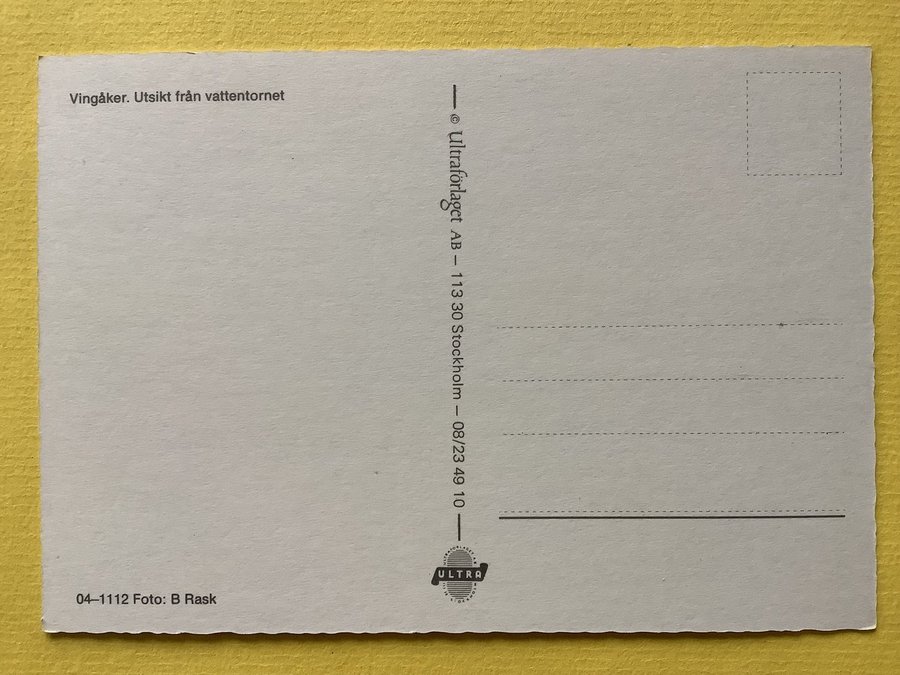 Vingåker. Utsikt från vattentornet
© Ultraförlaget AB – 113 30 Stockholm – 08/23 49 10
ULTRA
04–1112 Foto: B Rask